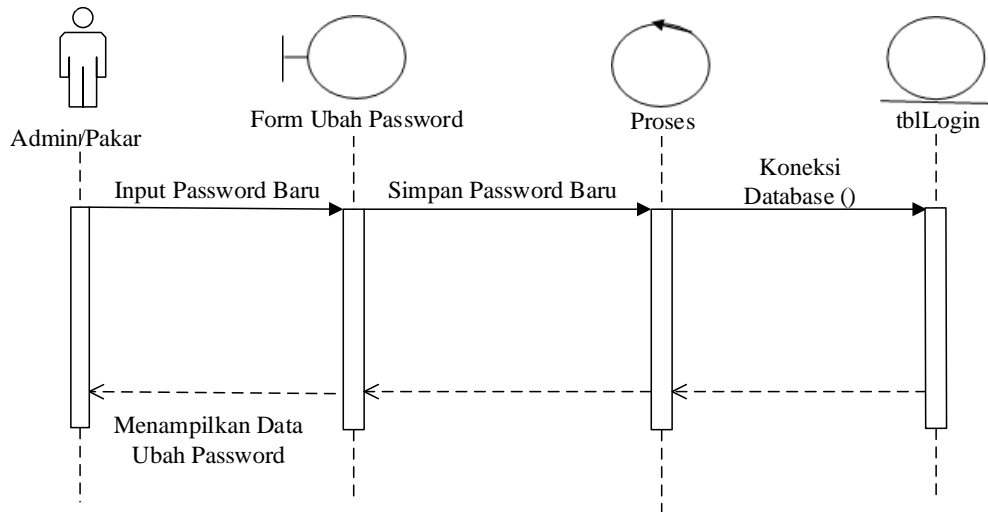 Admin/Pakar
Form Ubah Password
Proses
tblLogin
Input Password Baru
Simpan Password Baru
Koneksi
Database ()
Menampilkan Data
Ubah Password